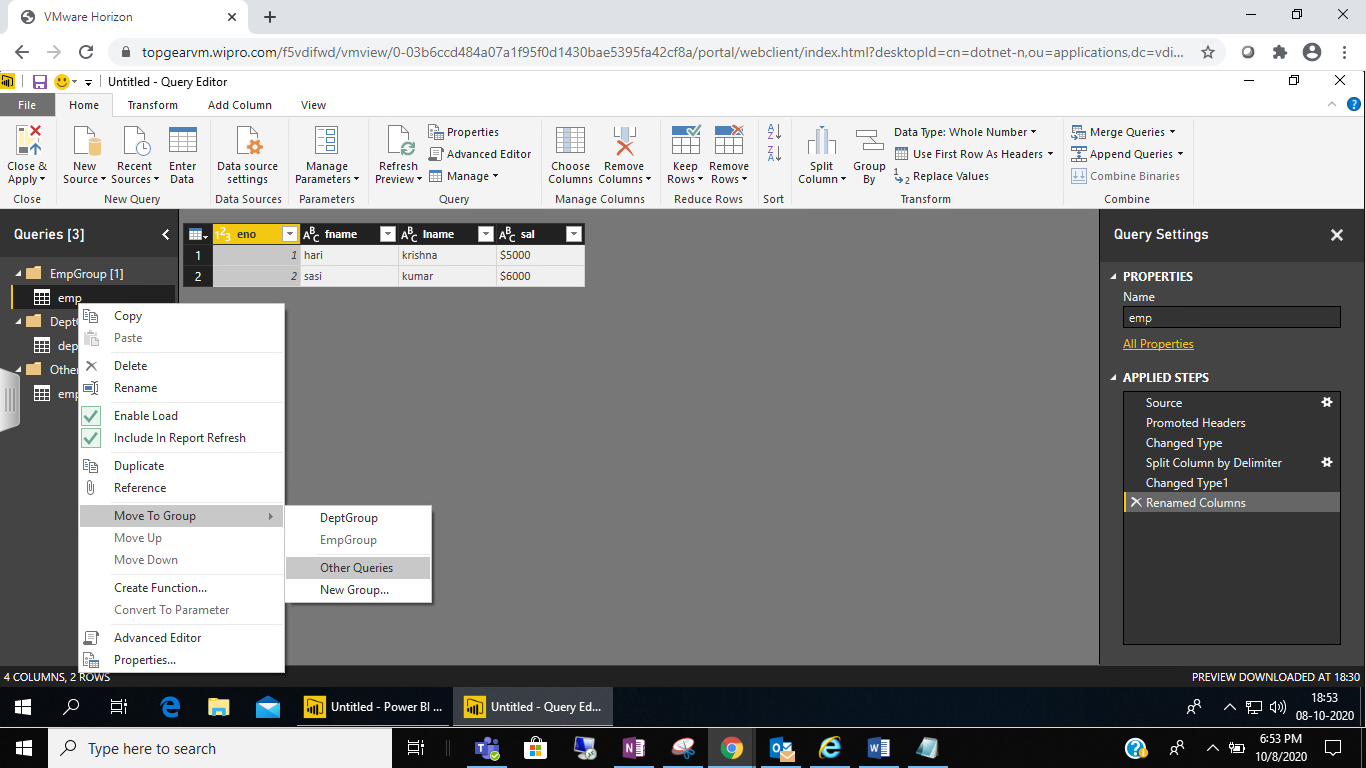 VMware Horizon
topgearvm.wipro.com/f5vdifwd/vmview/0-03b6ccd484a07a1f95f0d1430bae5395fa42cf8a/portal/webclient/index.html?desktopId=cn=dotnet-n,ou=applications,dc=vdi...
Untitled - Query Editor
File Home Transform Add Column View
Close & Apply
New Source
Recent Sources
Enter Data
Data source settings
Manage Parameters
Refresh Preview
Properties
Advanced Editor
Manage
Choose Columns
Remove Columns
Keep Rows
Remove Rows
A Z
Z A
Split Column
Group By
Data Type: Whole Number
Use First Row As Headers
1 2 Replace Values
Merge Queries
Append Queries
Combine Binaries
Close New Query Data Sources Parameters Query Manage Columns Reduce Rows Sort Transform Combine
Queries [3]
EmpGroup [1]
emp
Dept
dep
Other
emp
Copy
Paste
Delete
Rename
Enable Load
Include In Report Refresh
Duplicate
Reference
Move To Group
Move Up
Move Down
Create Function...
Convert To Parameter
Advanced Editor
Properties...
DeptGroup
EmpGroup
Other Queries
New Group...
123 eno ABC fname ABC lname ABC sal
1 1 hari krishna $5000
2 2 sasi kumar $6000
Query Settings
PROPERTIES
Name
emp
All Properties
APPLIED STEPS
Source
Promoted Headers
Changed Type
Split Column by Delimiter
Changed Type1
Renamed Columns
4 COLUMNS, 2 ROWS PREVIEW DOWNLOADED AT 18:30
Untitled - Power BI ... Untitled - Query Ed... 18:53
08-10-2020
Type here to search 6:53 PM
10/8/2020